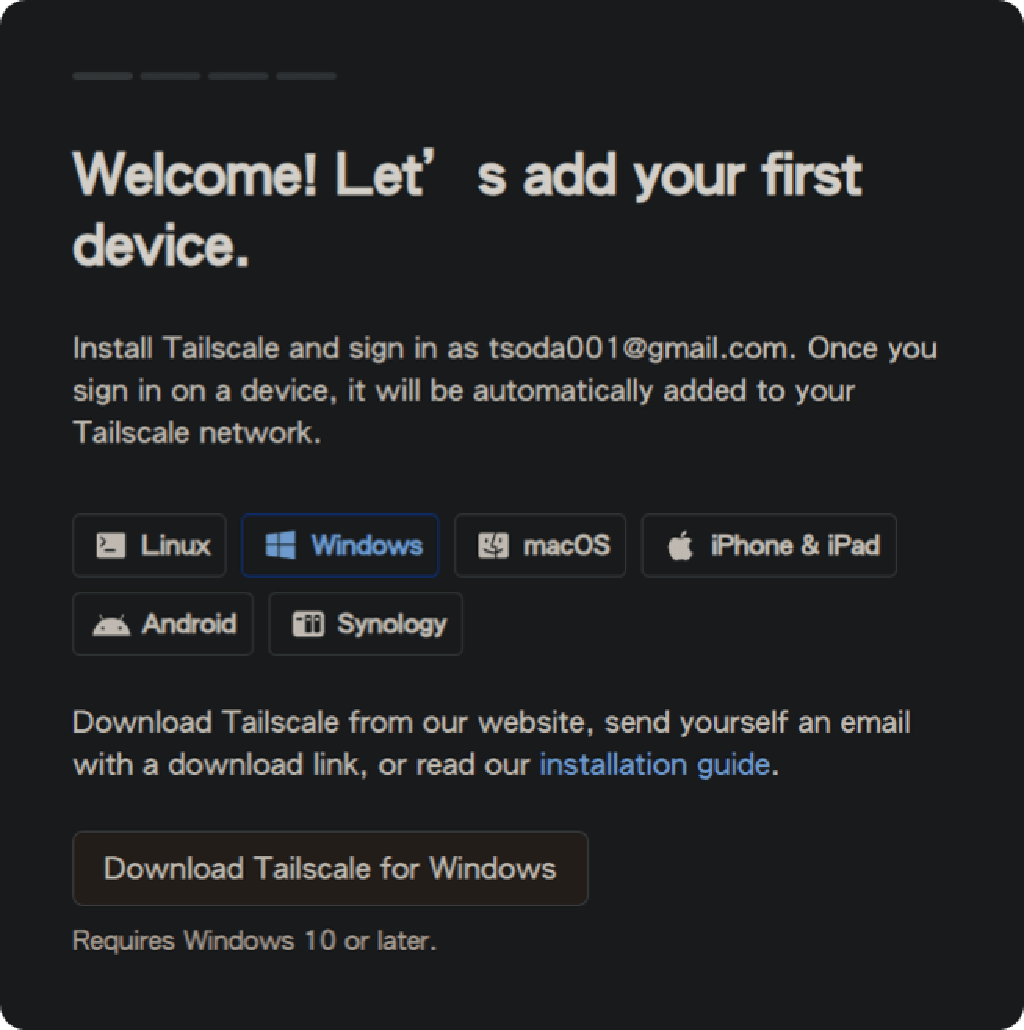 Welcome! Let’s add your first
device.
Install Tailscale and sign in as tsoda001@gmail.com. Once you
sign in on a device, it will be automatically added to your
Tailscale network.
Linux Windows macOS iPhone & iPad
Android Synology
Download Tailscale from our website, send yourself an email
with a download link, or read our installation guide.
Download Tailscale for Windows
Requires Windows 10 or later.